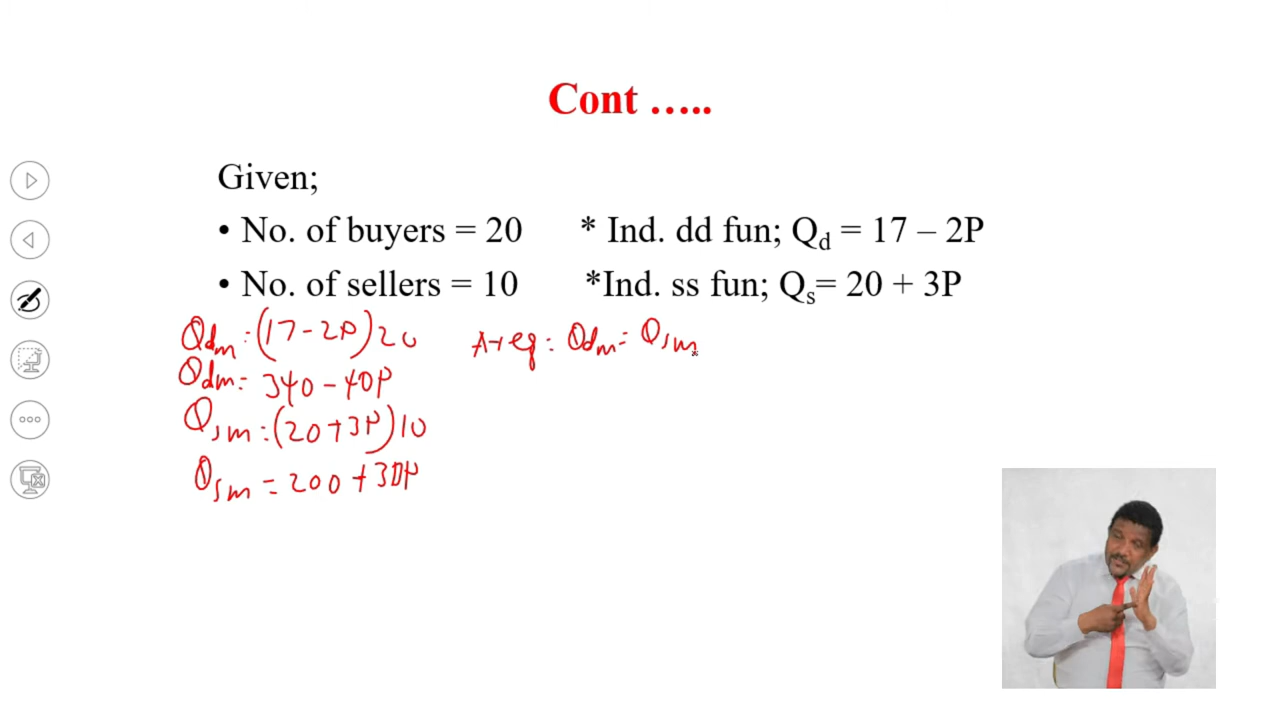 Cont …..
Given;
• No. of buyers = 20 * Ind. dd fun; Qd = 17 – 2P
• No. of sellers = 10 *Ind. ss fun; Qs= 20 + 3P
Qdm = (17 - 2P)20
At eq: Qdm = Qsm
Qdm = 340 - 40P
Qsm = (20+3P)10
Qsm = 200 + 30P